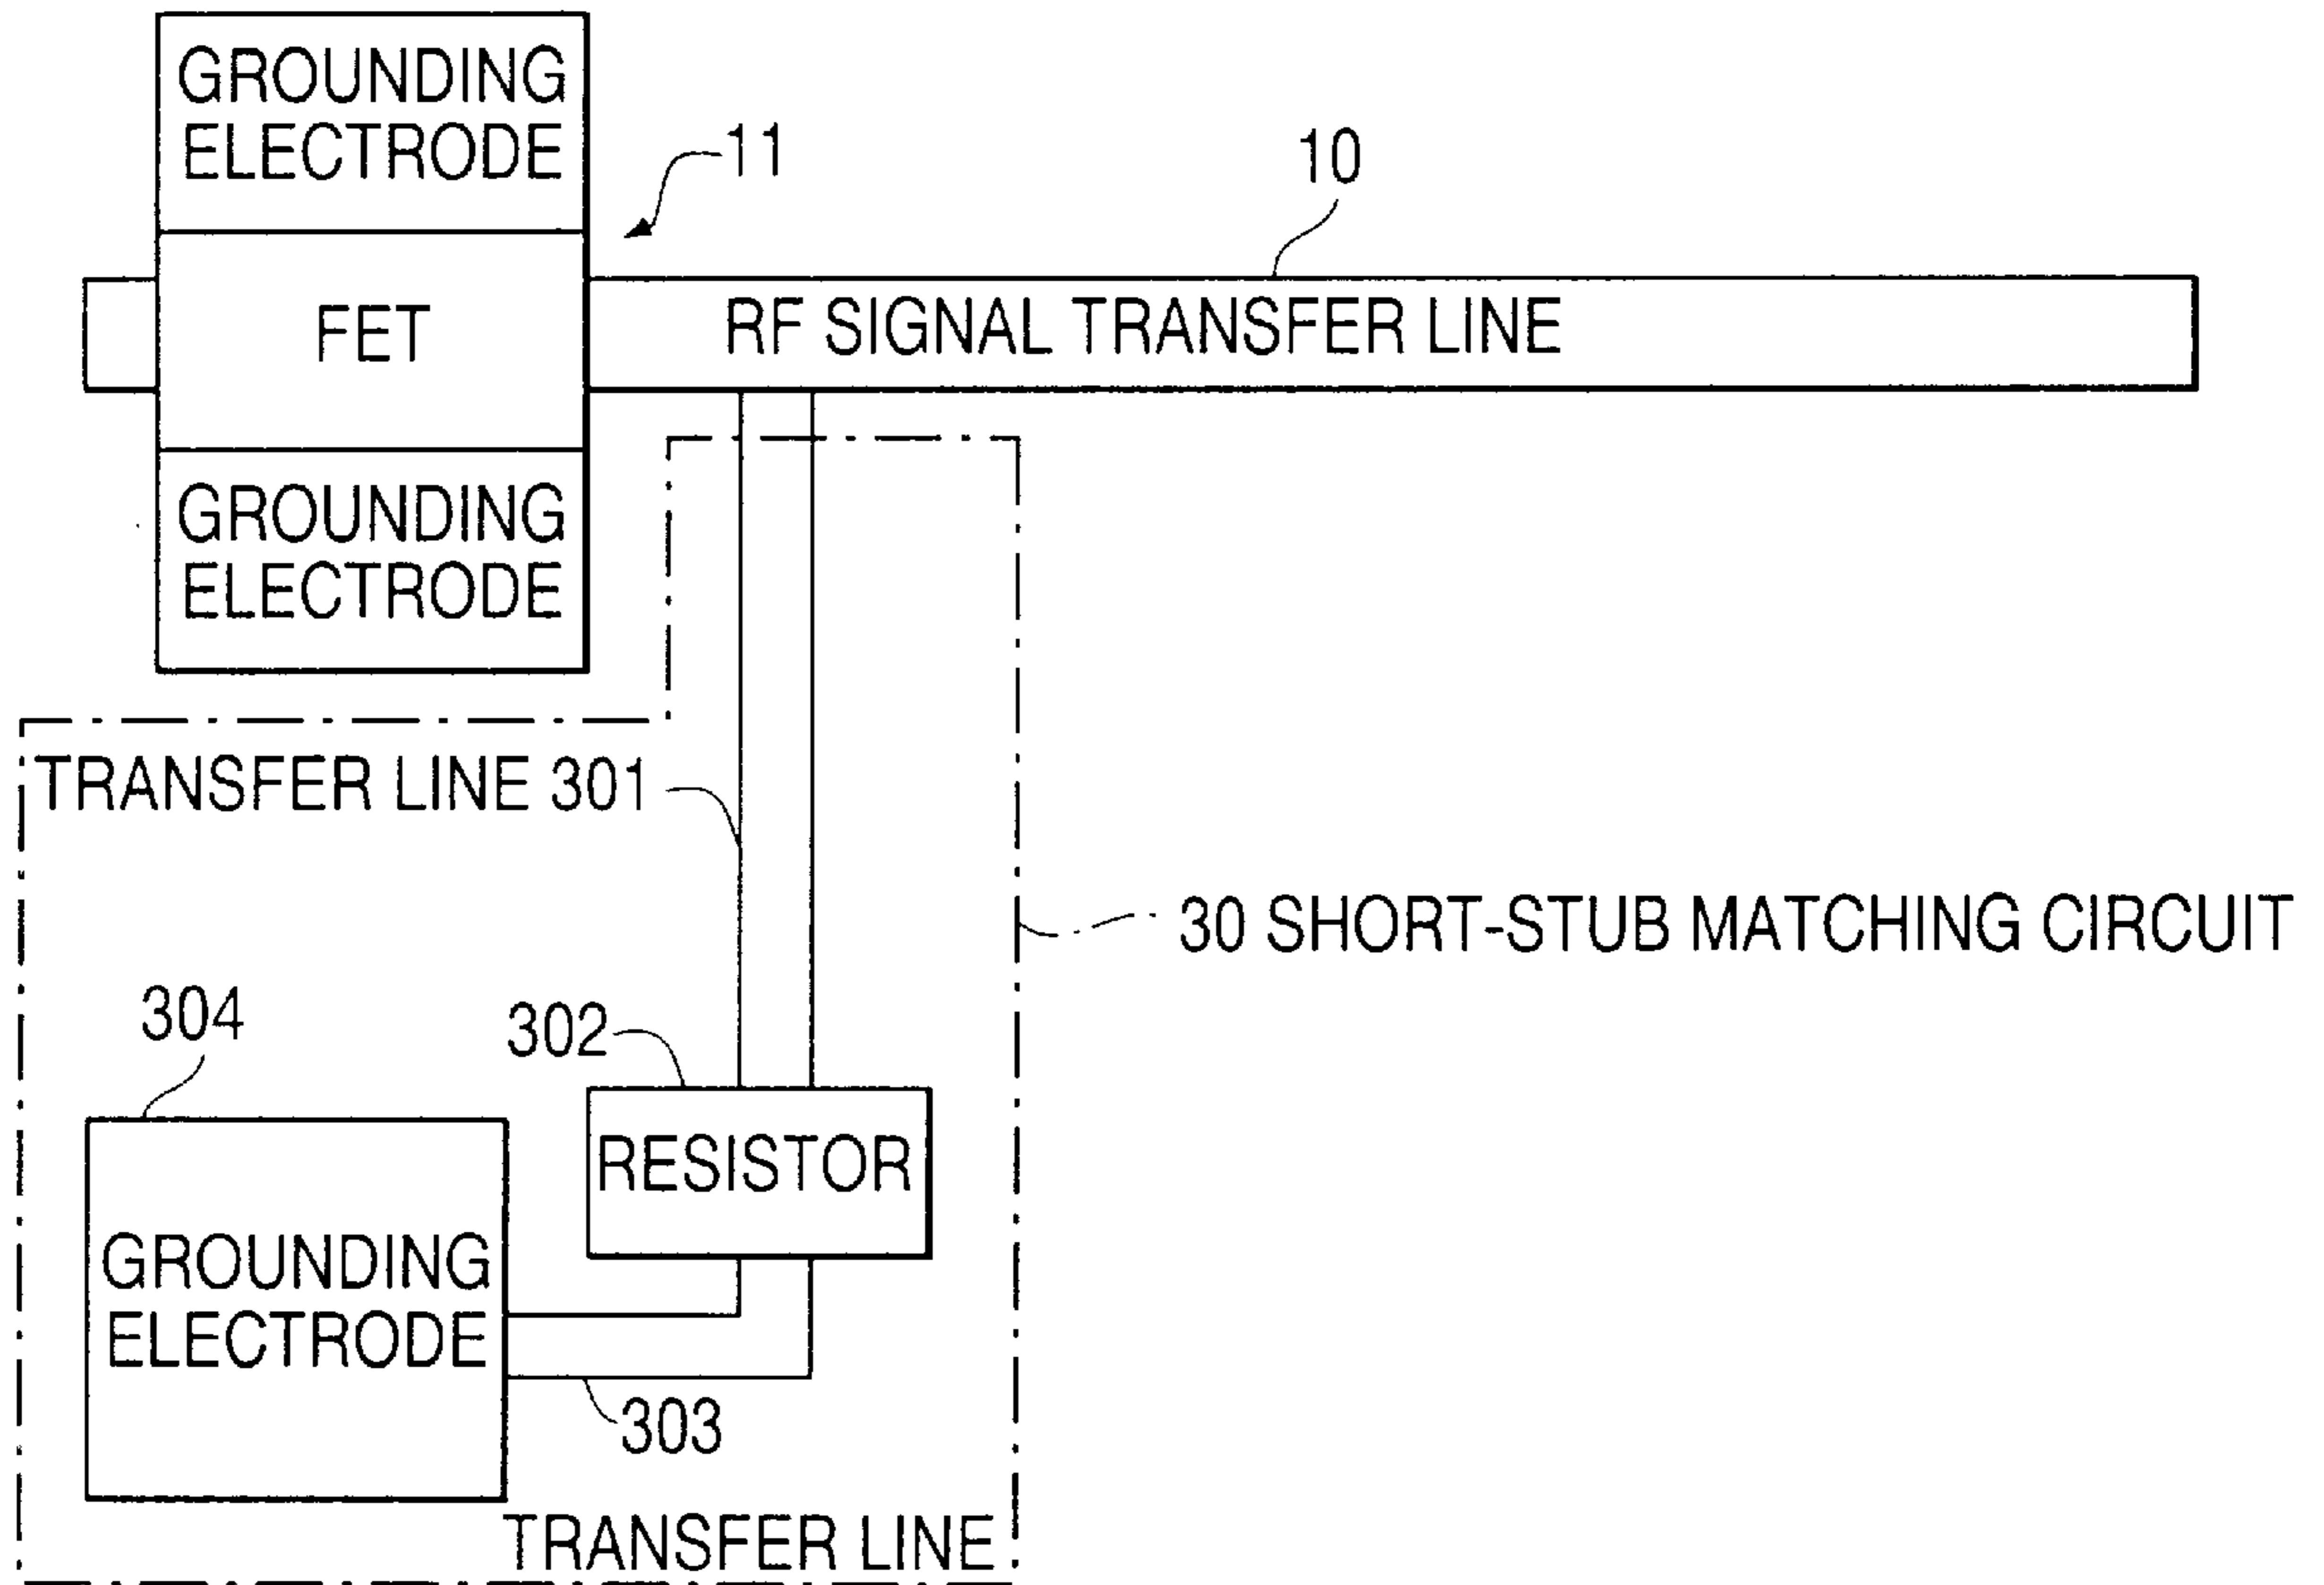 GROUNDING
ELECTRODE
11
10
FET
RF SIGNAL TRANSFER LINE
GROUNDING
ELECTRODE
TRANSFER LINE 301
30 SHORT-STUB MATCHING CIRCUIT
304
302
RESISTOR
GROUNDING
ELECTRODE
303
TRANSFER LINE